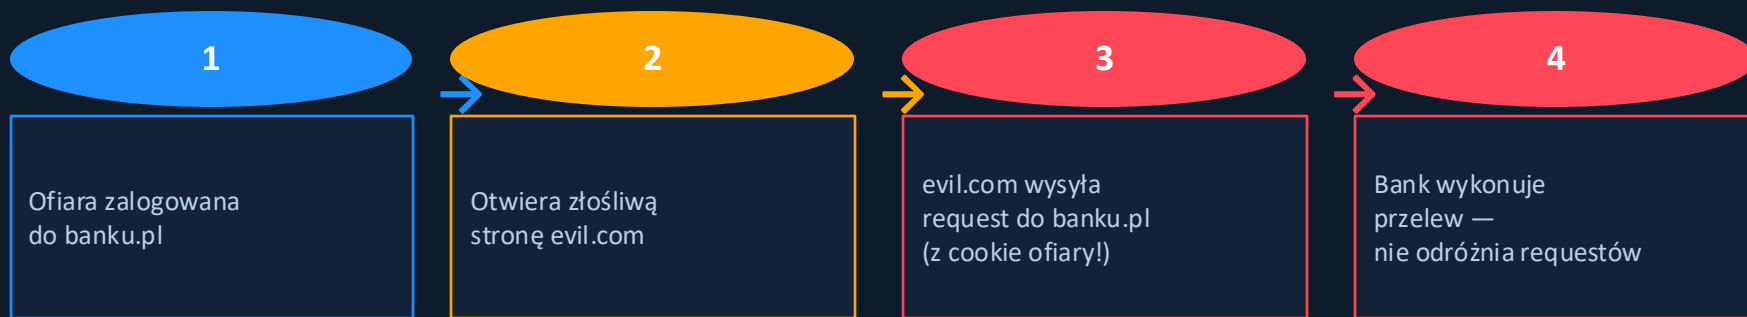 1
Ofiara zalogowana
do banku.pl
2
Otwiera złośliwą
stronę evil.com
3
evil.com wysyła
request do banku.pl
(z cookie ofiary!)
4
Bank wykonuje
przelew —
nie odróżnia requestów